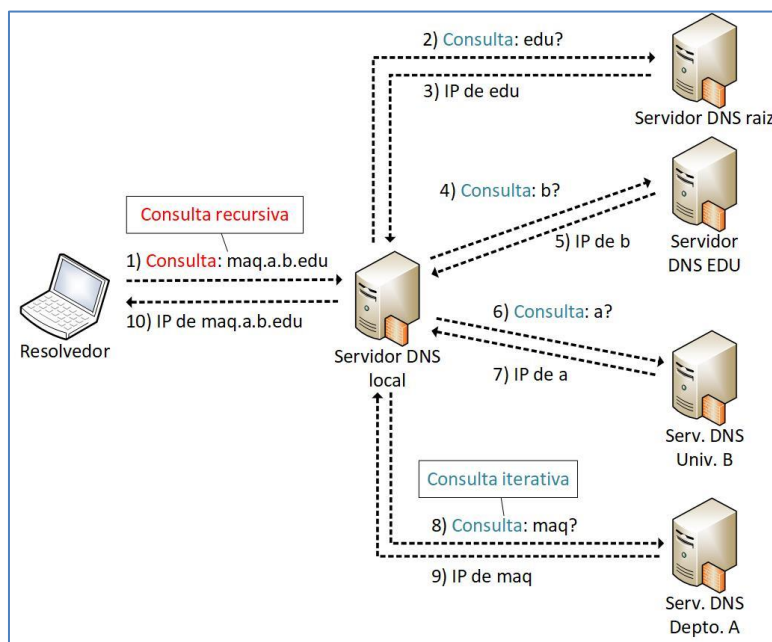 2) Consulta: edu?
3) IP de edu
Servidor DNS raiz
Consulta recursiva
4) Consulta: b?
5) IP de b
Servidor
DNS EDU
1) Consulta: maq.a.b.edu
10) IP de maq.a.b.edu
Resolvedor
Servidor DNS
local
6) Consulta: a?
7) IP de a
Serv. DNS
Univ. B
Consulta iterativa
8) Consulta: maq?
9) IP de maq
Serv. DNS
Depto. A